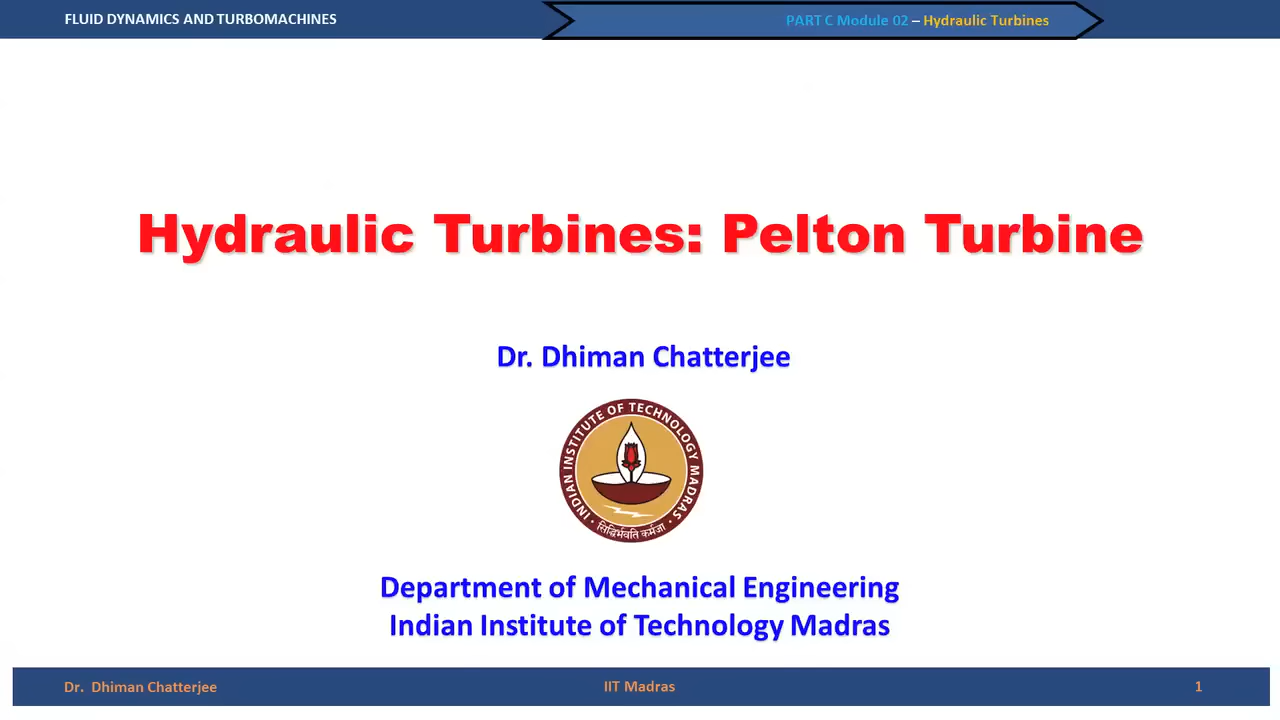 FLUID DYNAMICS AND TURBOMACHINES
PART C Module 02 – Hydraulic Turbines
Hydraulic Turbines: Pelton Turbine
Dr. Dhiman Chatterjee
INDIAN INSTITUTE OF TECHNOLOGY MADRAS
सिद्धिर्भवति कर्मजा
Department of Mechanical Engineering
Indian Institute of Technology Madras
Dr. Dhiman Chatterjee
IIT Madras
1